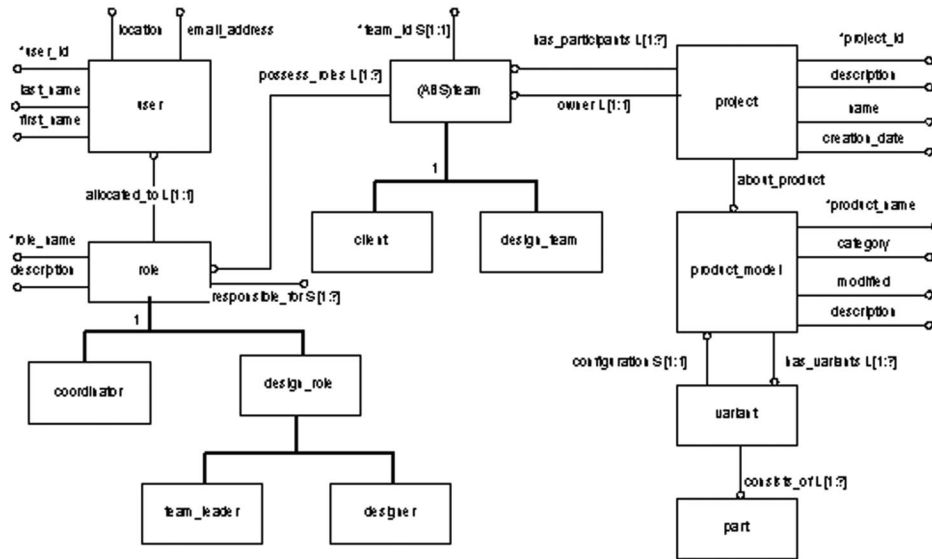 location
email_address
*team_id S[1:1]
has_participants L[1:?]
*project_id
*user_id
last_name
first_name
user
possess_roles L[1:?]
(ABS)team
owner L[1:1]
project
description
name
creation_date
allocated_to L[1:1]
1
about_product
*role_name
description
role
responsible_for S[1:?]
client
design_team
product_model
*product_name
category
modified
description
1
coordinator
design_role
configuration S[1:1]
has_variants L[1:?]
variant
team_leader
designer
consists_of L[1:?]
part